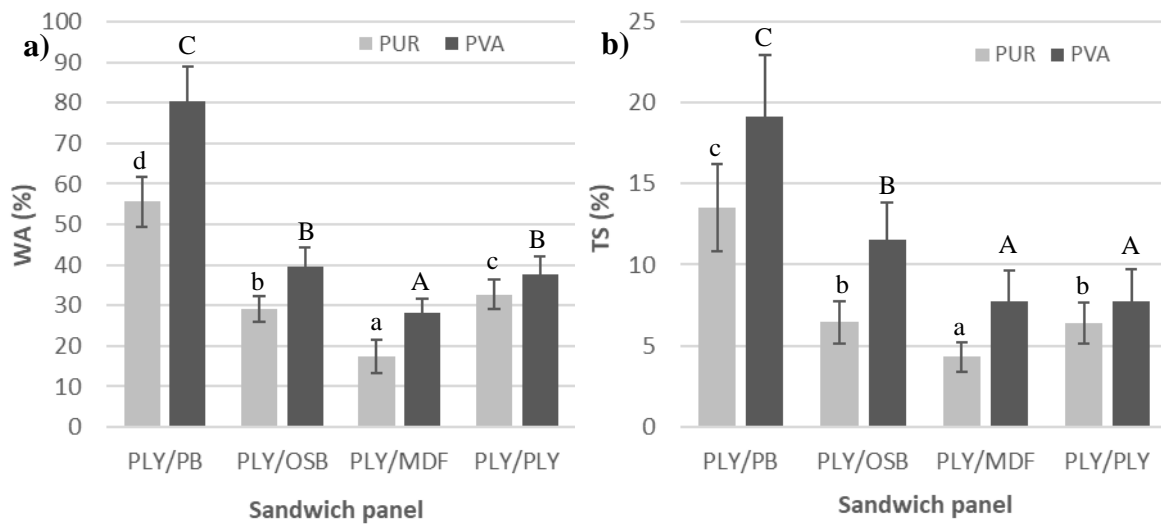 a)
PUR PVA
WA (%)
100
90
80
70
60
50
40
30
20
10
0
d C
b B
a A
c B
PLY/PB PLY/OSB PLY/MDF PLY/PLY
Sandwich panel
b)
PUR PVA
TS (%)
25
20
15
10
5
0
c C
b B
a A
b A
PLY/PB PLY/OSB PLY/MDF PLY/PLY
Sandwich panel